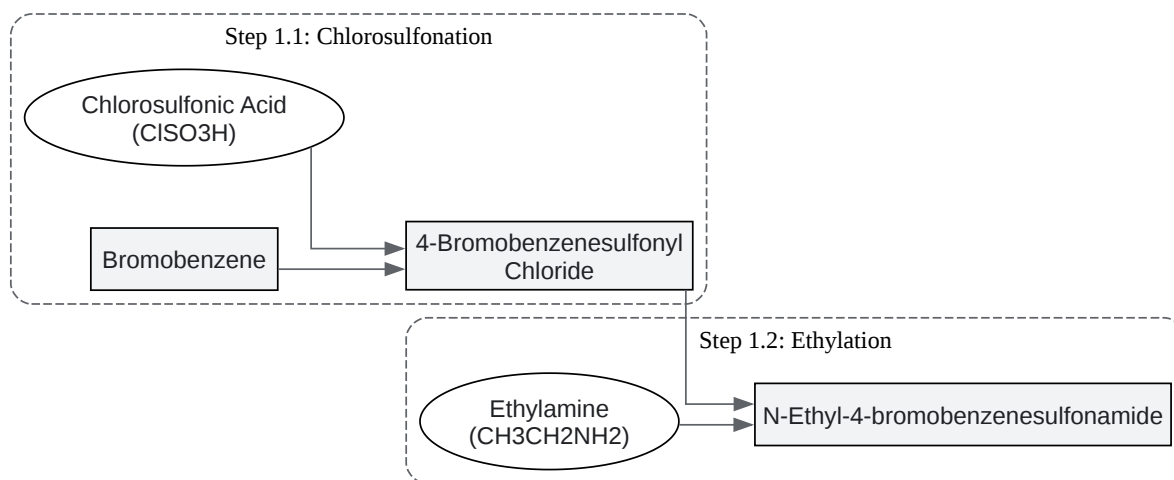 Step 1.1: Chlorosulfonation
Chlorosulfonic Acid
(ClSO3H)
Bromobenzene
4-Bromobenzenesulfonyl
Chloride
Step 1.2: Ethylation
Ethylamine
(CH3CH2NH2)
N-Ethyl-4-bromobenzenesulfonamide